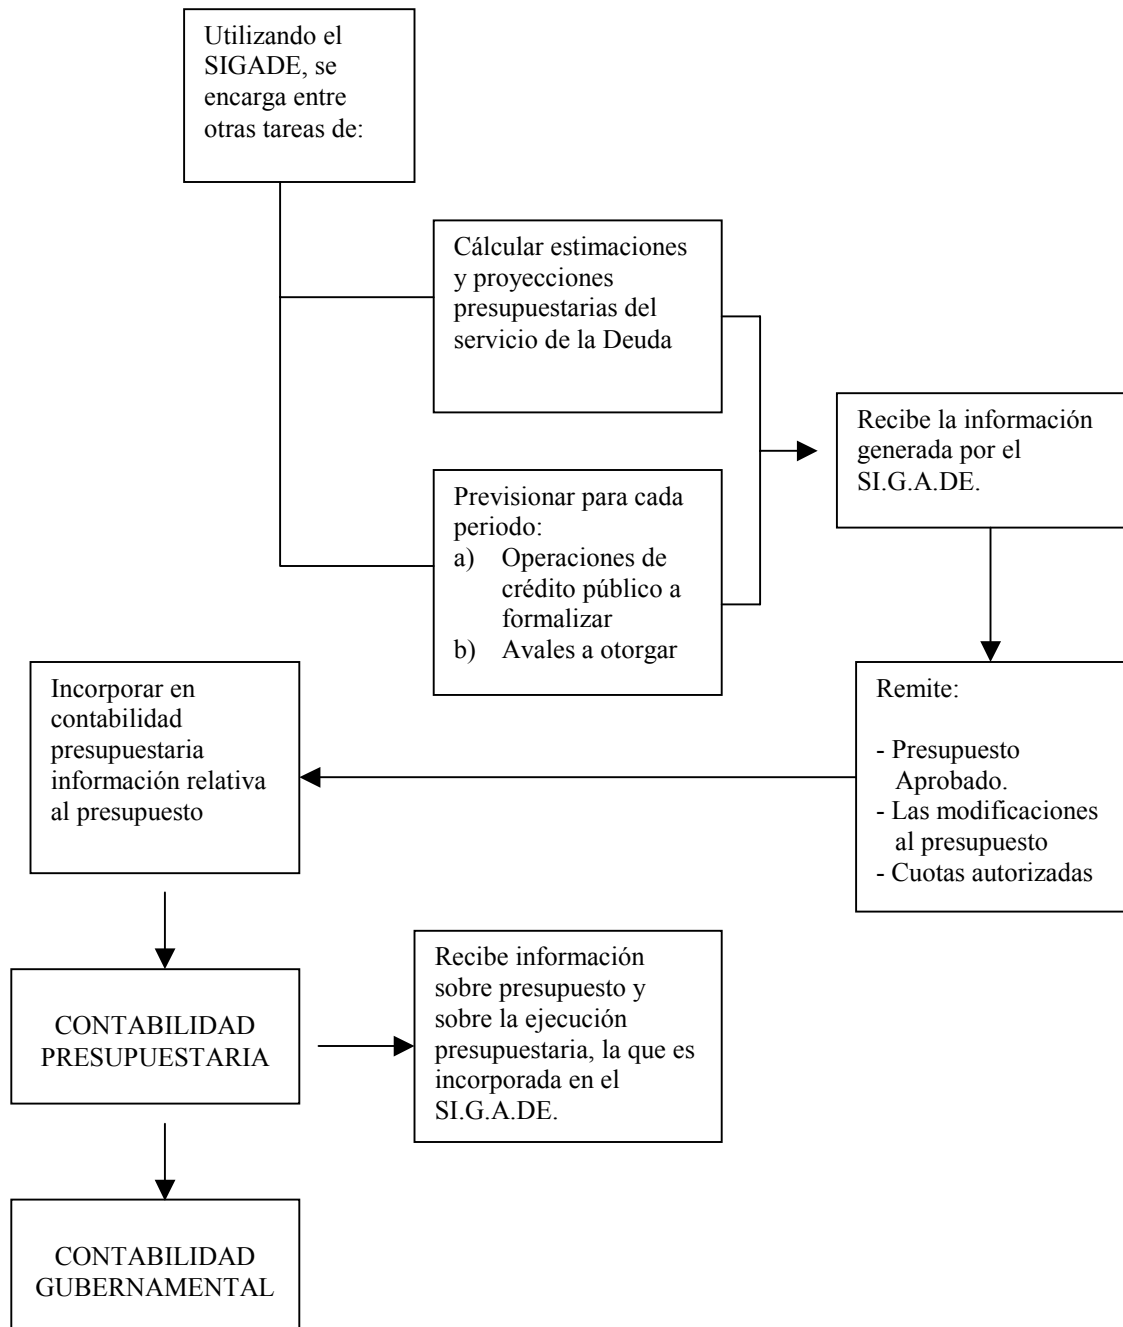 Utilizando el
SIGADE, se
encarga entre
otras tareas de:
Cálcular estimaciones
y proyecciones
presupuestarias del
servicio de la Deuda
Recibe la información
generada por el
SI.G.A.DE.
Previsionar para cada
periodo:
a) Operaciones de
crédito público a
formalizar
b) Avales a otorgar
Remite:
- Presupuesto
Aprobado.
- Las modificaciones
al presupuesto
- Cuotas autorizadas
Incorporar en
contabilidad
presupuestaria
información relativa
al presupuesto
CONTABILIDAD
PRESUPUESTARIA
Recibe información
sobre presupuesto y
sobre la ejecución
presupuestaria, la que es
incorporada en el
SI.G.A.DE.
CONTABILIDAD
GUBERNAMENTAL